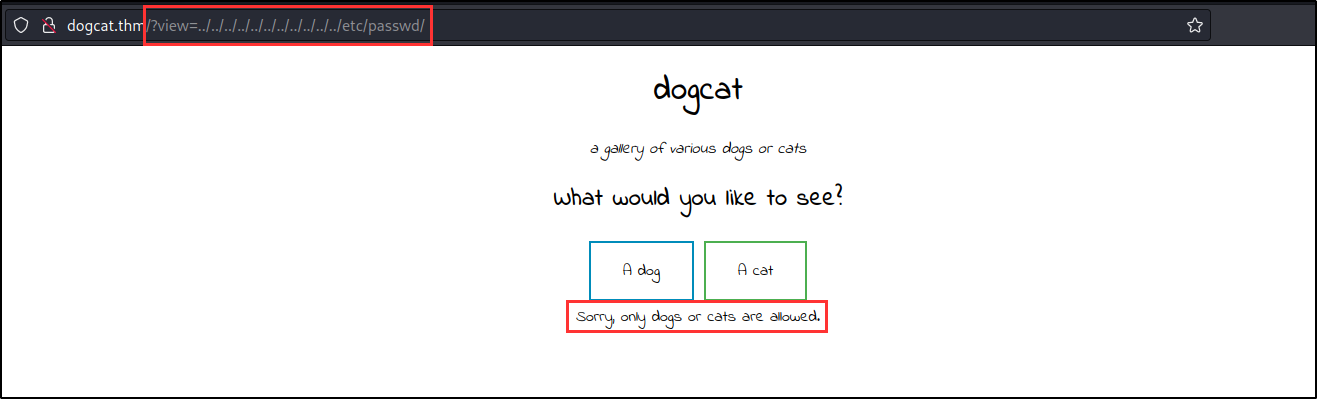 dogcat.thm/?view=../../../../../../../../../../../etc/passwd/
dogcat
a gallery of various dogs or cats
What would you like to see?
A dog
A cat
Sorry, only dogs or cats are allowed.